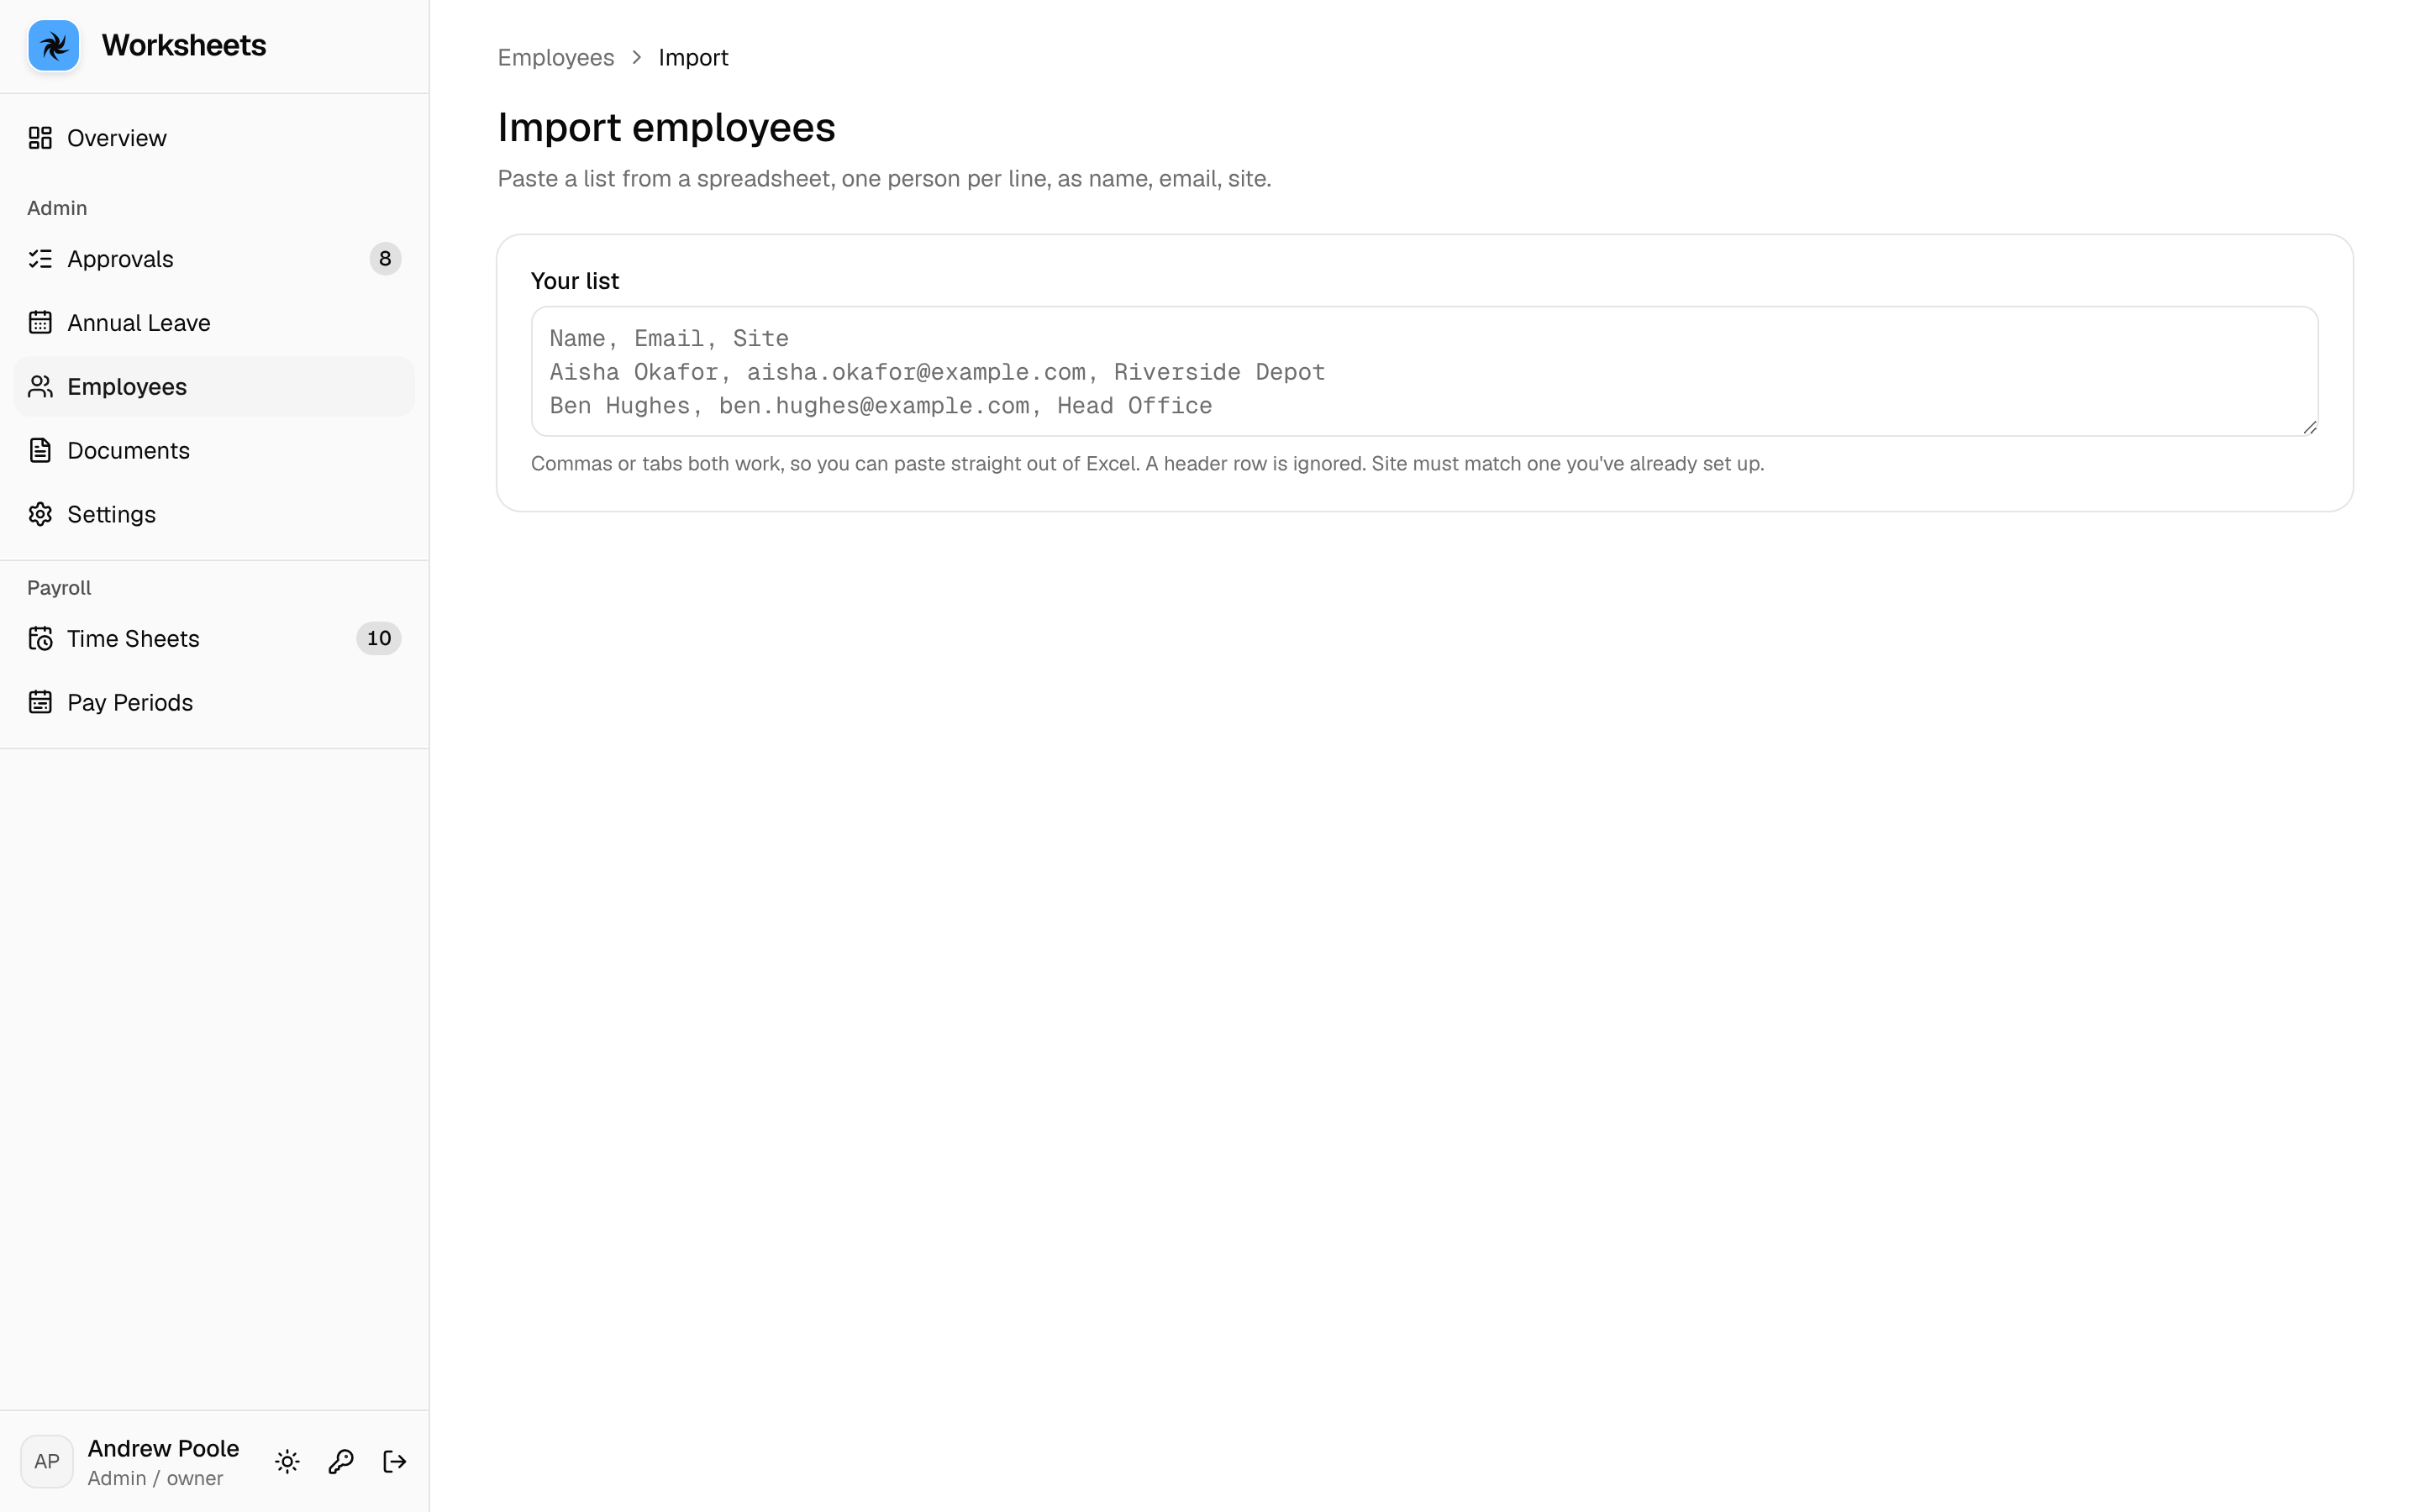 Worksheets
Overview
Admin
Approvals 8
Annual Leave
Employees
Documents
Settings
Payroll
Time Sheets 10
Pay Periods
AP
Andrew Poole
Admin / owner
Employees > Import
Import employees
Paste a list from a spreadsheet, one person per line, as name, email, site.
Your list
Name, Email, Site
Aisha Okafor, aisha.okafor@example.com, Riverside Depot
Ben Hughes, ben.hughes@example.com, Head Office
Commas or tabs both work, so you can paste straight out of Excel. A header row is ignored. Site must match one you've already set up.